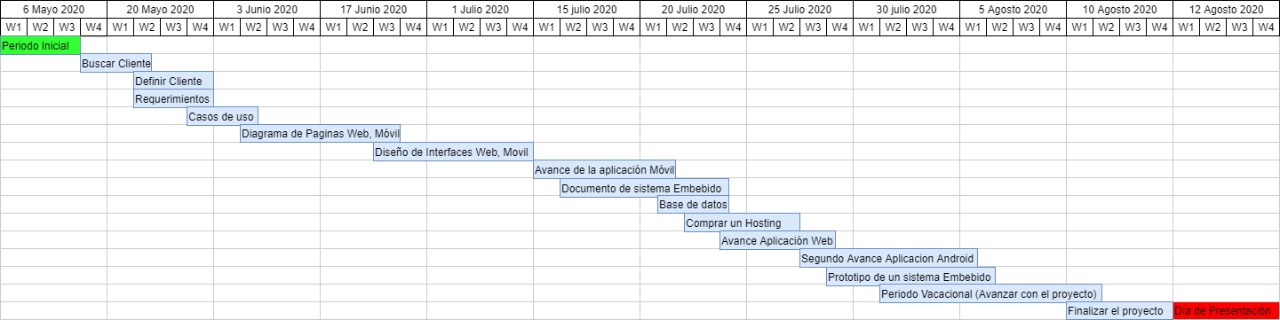 6 Mayo 2020 20 Mayo 2020 3 Junio 2020 17 Junio 2020 1 Julio 2020 15 julio 2020 20 Julio 2020 25 Julio 2020 30 julio 2020 5 Agosto 2020 10 Agosto 2020 12 Agosto 2020
W1 W2 W3 W4 W1 W2 W3 W4 W1 W2 W3 W4 W1 W2 W3 W4 W1 W2 W3 W4 W1 W2 W3 W4 W1 W2 W3 W4 W1 W2 W3 W4 W1 W2 W3 W4 W1 W2 W3 W4 W1 W2 W3 W4 W1 W2 W3 W4
Periodo Inicial
Buscar Cliente
Definir Cliente
Requerimientos
Casos de uso
Diagrama de Paginas Web, Móvil
Diseño de Interfaces Web, Movil
Avance de la aplicación Móvil
Documento de sistema Embebido
Base de datos
Comprar un Hosting
Avance Aplicación Web
Segundo Avance Aplicacion Android
Prototipo de un sistema Embebido
Periodo Vacacional (Avanzar con el proyecto)
Finalizar el proyecto Día de Presentación